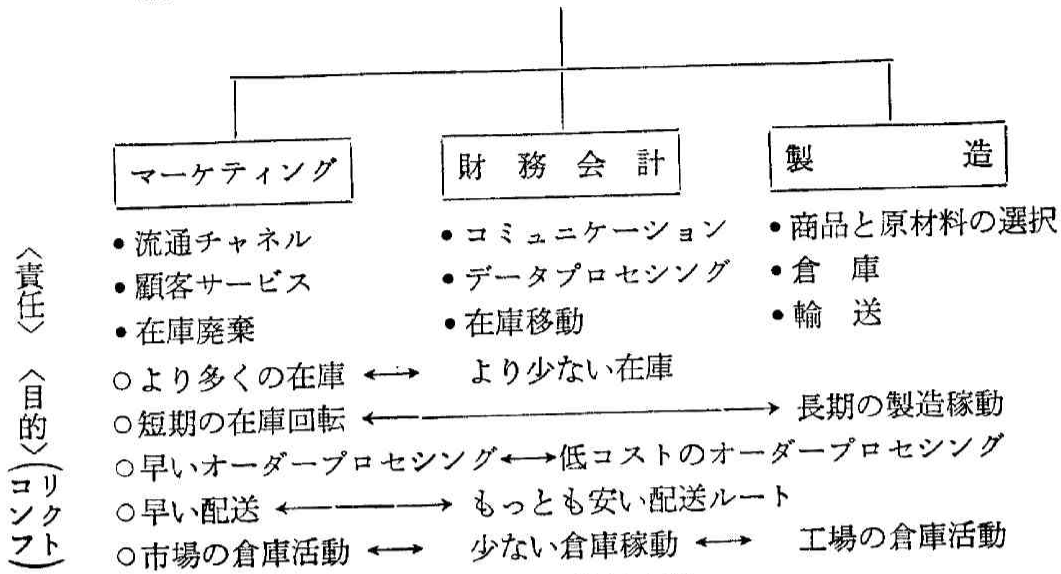 マーケティング　財務会計　製造
〈責任〉
•流通チャネル　•コミュニケーション　•商品と原材料の選択
•顧客サービス　•データプロセシング　•倉庫
•在庫廃棄　•在庫移動　•輸送
〈目的〉(コンフリクト)
○より多くの在庫 ←→ より少ない在庫
○短期の在庫回転 ←→ 長期の製造稼動
○早いオーダープロセシング←→低コストのオーダープロセシング
○早い配送 ←→ もっとも安い配送ルート
○市場の倉庫活動 ←→ 少ない倉庫稼動 ←→ 工場の倉庫活動